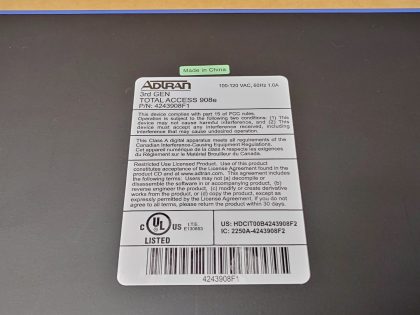 Made in China
ADTRAN
100-120 VAC, 60Hz 1.0A
3rd GEN
TOTAL ACCESS 908e
P/N: 4243908F1
This device complies with part 15 of FCC rules.
Operation is subject to the following conditions: (1) This
device may not cause harmful interference, and (2) This
device must accept any interference received, including
interference that may cause undesired operation.
This Class A digital apparatus meets all requirements of the
Canadian Interference-Causing Equipment Regulations.
Cet appareil numérique de la class A respecte les exigences
du Règlement sur le Matérial Brouilleur du Canada.
Restricted Use Licensed Product. Use of this product
constitutes acceptance of the License Agreement found in the
product CD and at www.adtran.com. This agreement includes
the following terms. Users may not (a) decompile or
disassemble the software in or accompanying product, (b)
reverse engineer the product, (c) modify or create derivative
works from the product, or (d) copy the product except as
expressly permitted by the License Agreement. If you do not
agree to all terms, please return the product within 30 days.
C UL US
LISTED
I.T.E.
E130653
US: HDCIT00B4243908F2
IC: 2250A-4243908F2
4243908F1